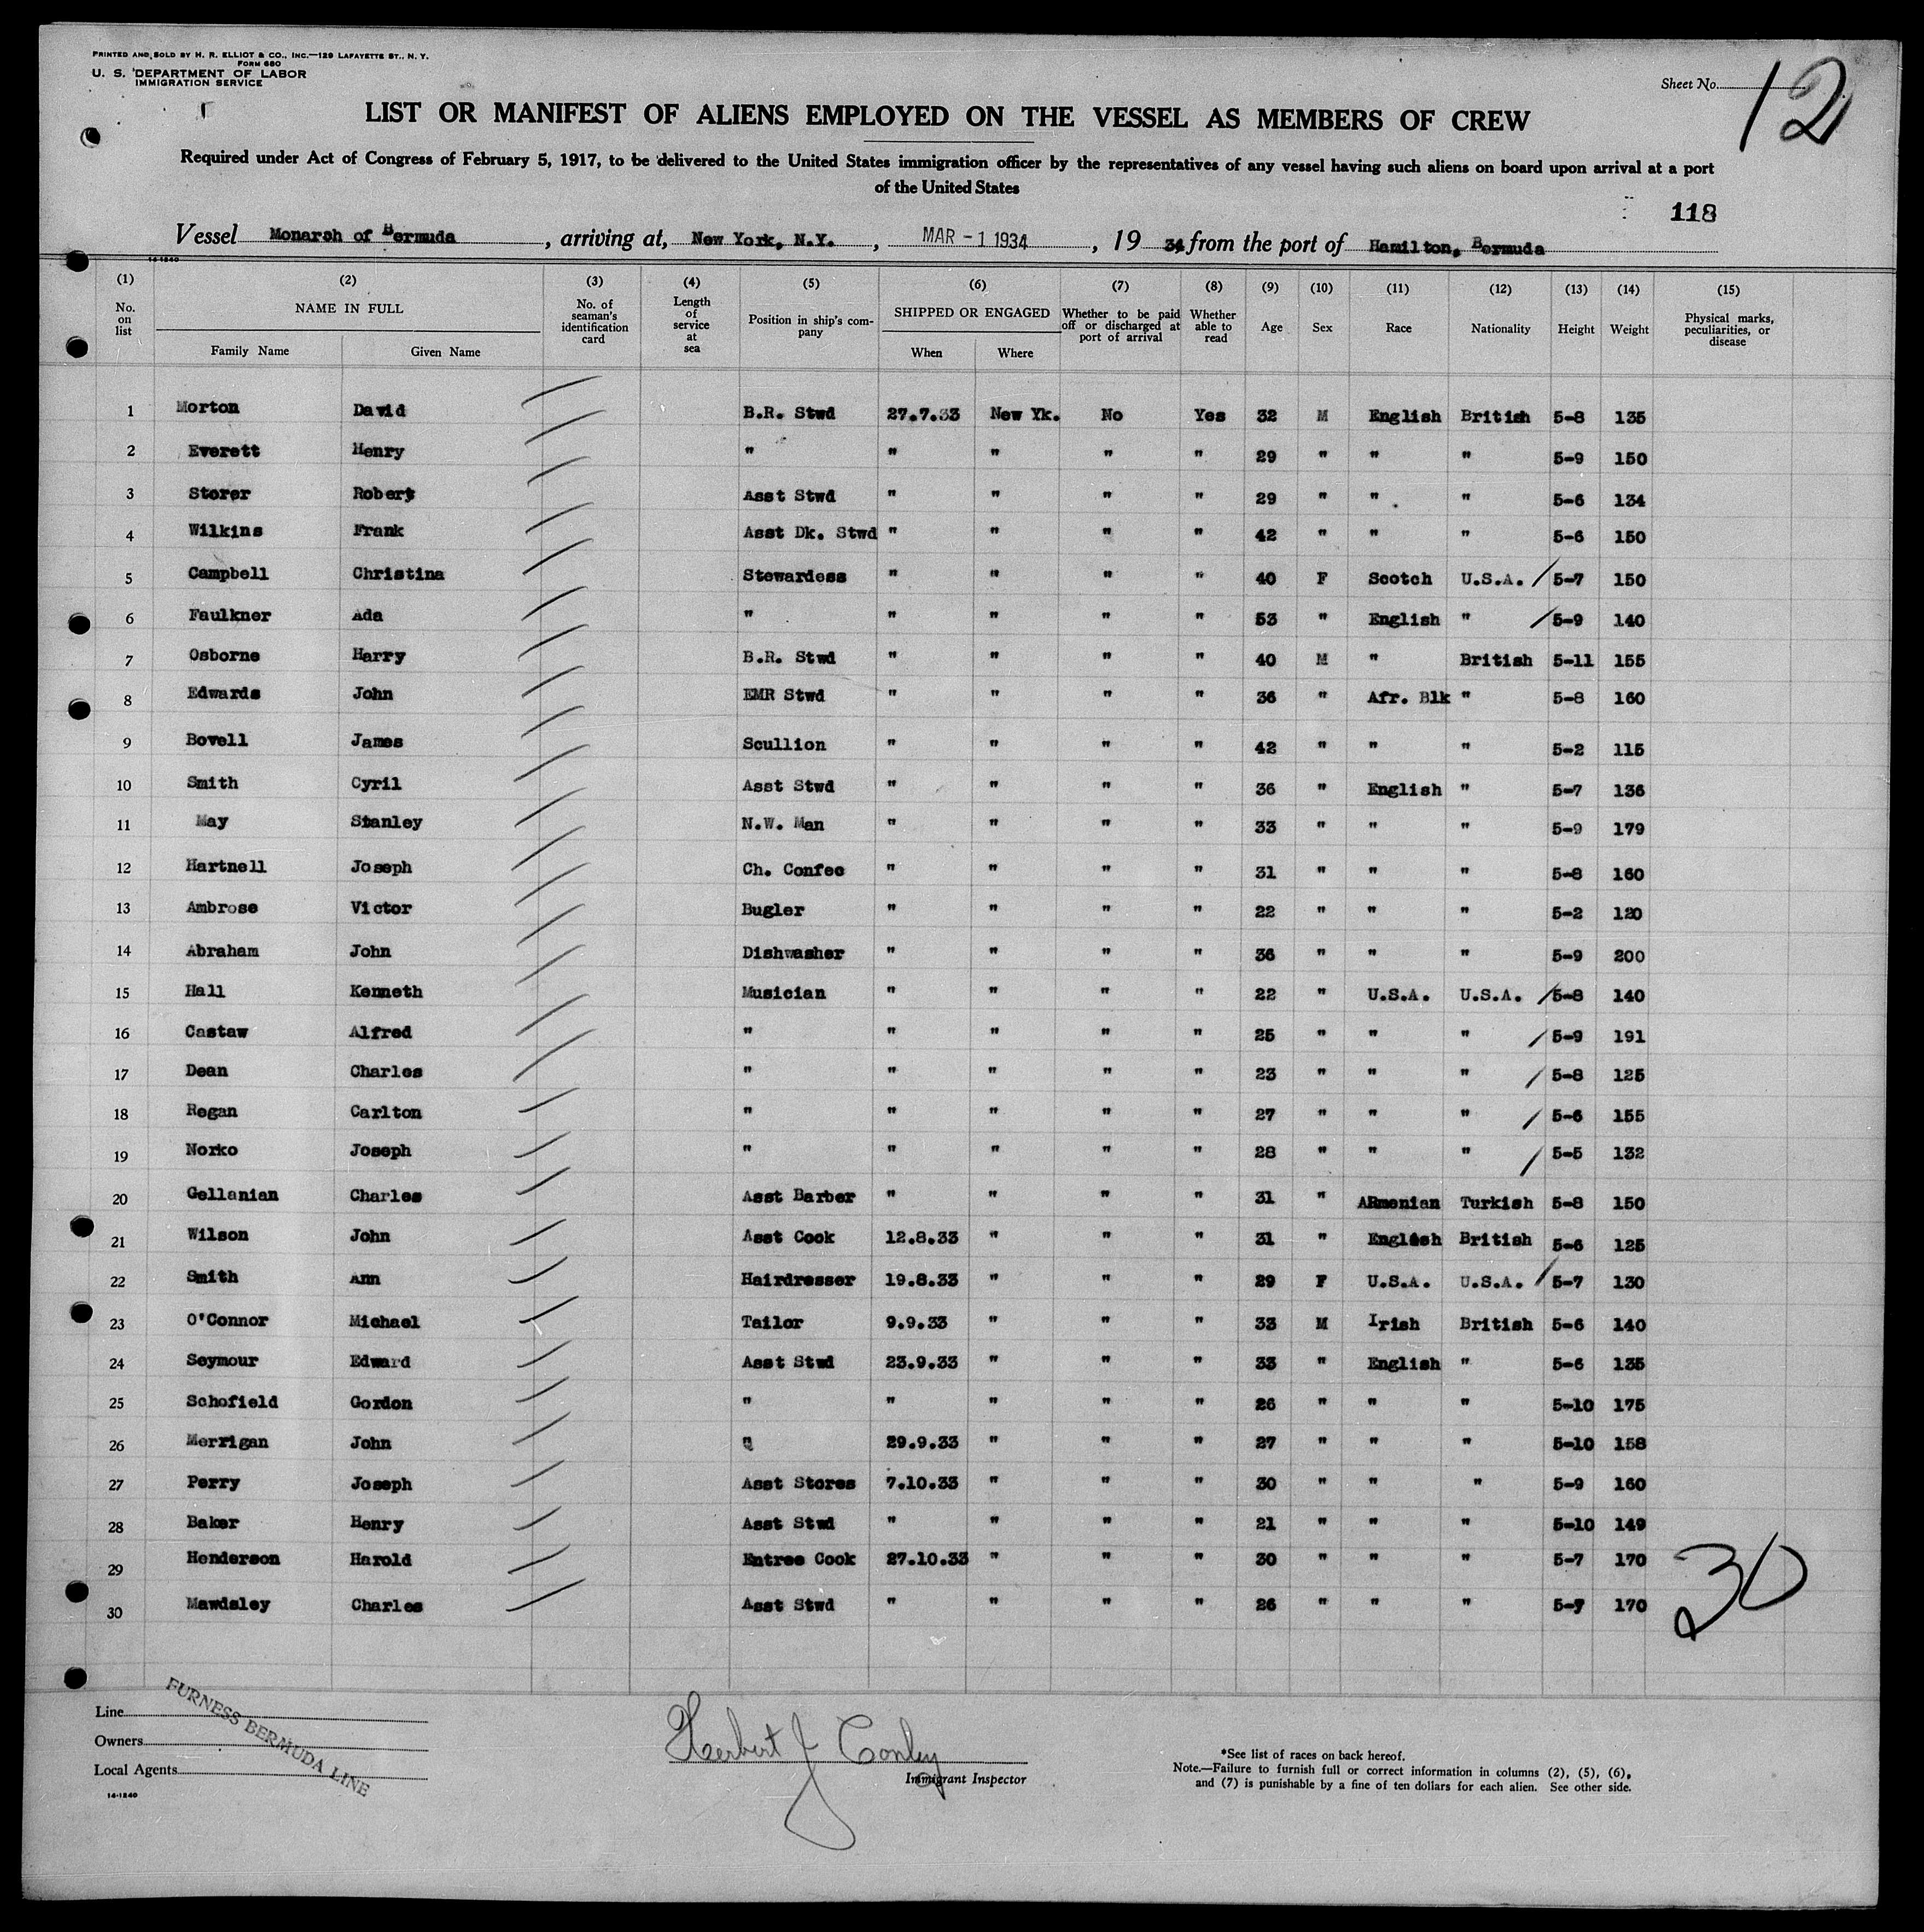 PRINTED AND SOLD BY H. R. ELLIOT & CO., INC.—129 LAFAYETTE ST., N. Y.
FORM 680
U. S. DEPARTMENT OF LABOR
IMMIGRATION SERVICE
Sheet No. 12
LIST OR MANIFEST OF ALIENS EMPLOYED ON THE VESSEL AS MEMBERS OF CREW
Required under Act of Congress of February 5, 1917, to be delivered to the United States immigration officer by the representatives of any vessel having such aliens on board upon arrival at a port
of the United States
118
Vessel Monarch of Bermuda, arriving at, New York, N.Y., MAR - 1 1934, 19 34 from the port of Hamilton, Bermuda
14-1240
(1) (2) (3) (4) (5) (6) (7) (8) (9) (10) (11) (12) (13) (14) (15)
No. on list NAME IN FULL No. of seaman's identification card Length of service at sea Position in ship's company SHIPPED OR ENGAGED Whether to be paid off or discharged at port of arrival Whether able to read Age Sex Race Nationality Height Weight Physical marks, peculiarities, or disease
Family Name Given Name When Where
1 Morton David B.R. Stwd 27.7.33 New Yk. No Yes 32 M English British 5-8 135
2 Everett Henry " " " " " 29 " " " 5-9 150
3 Storer Robert Asst Stwd " " " " 29 " " " 5-6 134
4 Wilkins Frank Asst Dk. Stwd " " " " 42 " " " 5-6 150
5 Campbell Christina Stewardess " " " " 40 F Scotch U.S.A. / 5-7 150
6 Faulkner Ada " " " " " 53 " English " / 5-9 140
7 Osborne Harry B.R. Stwd " " " " 40 M " British 5-11 155
8 Edwards John EMR Stwd " " " " 36 " Afr. Blk " 5-8 160
9 Bovell James Scullion " " " " 42 " " " 5-2 115
10 Smith Cyril Asst Stwd " " " " 36 " English " 5-7 136
11 May Stanley N.W. Man " " " " 33 " " " 5-9 179
12 Hartnell Joseph Ch. Confec " " " " 31 " " " 5-8 160
13 Ambrose Victor Bugler " " " " 22 " " " 5-2 120
14 Abraham John Dishwasher " " " " 36 " " " 5-9 200
15 Hall Kenneth Musician " " " " 22 " U.S.A. U.S.A. / 5-8 140
16 Castaw Alfred " " " " " 25 " " " / 5-9 191
17 Dean Charles " " " " " 23 " " " / 5-8 125
18 Regan Carlton " " " " " 27 " " " / 5-6 155
19 Norko Joseph " " " " " 28 " " " / 5-5 132
20 Gellanian Charles Asst Barber " " " " 31 " ARmenian Turkish 5-8 150
21 Wilson John Asst Cook 12.8.33 " " " 31 " English British 5-6 125
22 Smith Ann Hairdresser 19.8.33 " " " 29 F U.S.A. U.S.A. / 5-7 130
23 O'Connor Michael Tailor 9.9.33 " " " 33 M Irish British 5-6 140
24 Seymour Edward Asst Stwd 23.9.33 " " " 33 " English " 5-6 135
25 Schofield Gordon " " " " " 26 " " " 5-10 175
26 Merrigan John " 29.9.33 " " " 27 " " " 5-10 158
27 Perry Joseph Asst Stores 7.10.33 " " " 30 " " " 5-9 160
28 Baker Henry Asst Stwd " " " " 21 " " " 5-10 149
29 Henderson Harold Entree Cook 27.10.33 " " " 30 " " " 5-7 170
30 Mawdsley Charles Asst Stwd " " " " 26 " " " 5-7 170
30
Line
Owners
Local Agents
FURNESS BERMUDA LINE
14-1240
Herbert J Conley
Immigrant Inspector
*See list of races on back hereof.
Note.—Failure to furnish full or correct information in columns (2), (5), (6),
and (7) is punishable by a fine of ten dollars for each alien. See other side.